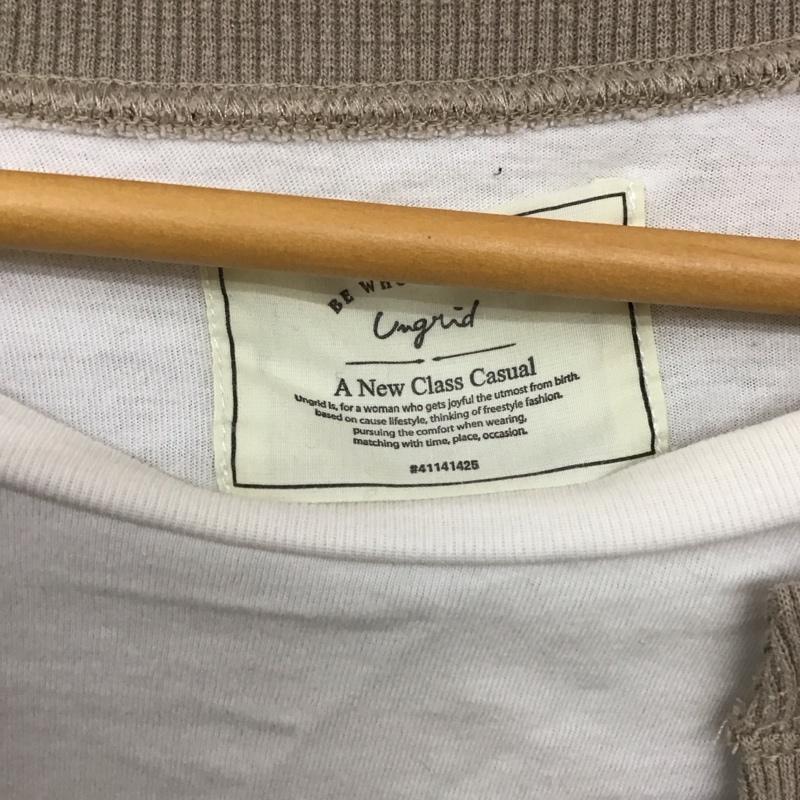 BE
Ungrid
A New Class Casual
Ungrid is, for a woman who gets joyful the utmost from birth.
based on cause lifestyle, thinking of freestyle fashion.
pursuing the comfort when wearing,
matching with time, place, occasion.
#41141425